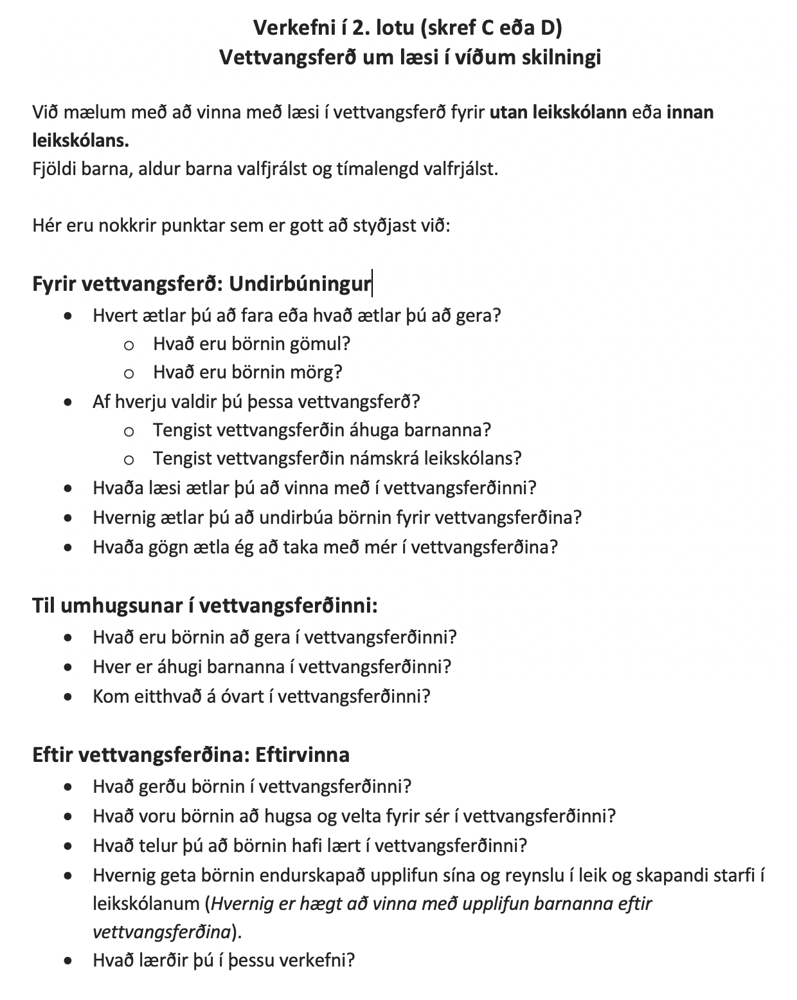 Verkefni í 2. lotu (skref C eða D)
Vettvangsferð um læsi í víðum skilningi
Við mælum með að vinna með læsi í vettvangsferð fyrir utan leikskólann eða innan
leikskólans.
Fjöldi barna, aldur barna valfjrálst og tímalengd valfrjálst.
Hér eru nokkrir punktar sem er gott að styðjast við:
Fyrir vettvangsferð: Undirbúningur
• Hvert ætlar þú að fara eða hvað ætlar þú að gera?
o Hvað eru börnin gömul?
o Hvað eru börnin mörg?
• Af hverju valdir þú þessa vettvangsferð?
o Tengist vettvangsferðin áhuga barnanna?
o Tengist vettvangsferðin námskrá leikskólans?
• Hvaða læsi ætlar þú að vinna með í vettvangsferðinni?
• Hvernig ætlar þú að undirbúa börnin fyrir vettvangsferðina?
• Hvaða gögn ætla ég að taka með mér í vettvangsferðina?
Til umhugsunar í vettvangsferðinni:
• Hvað eru börnin að gera í vettvangsferðinni?
• Hver er áhugi barnanna í vettvangsferðinni?
• Kom eitthvað á óvart í vettvangsferðinni?
Eftir vettvangsferðina: Eftirvinna
• Hvað gerðu börnin í vettvangsferðinni?
• Hvað voru börnin að hugsa og velta fyrir sér í vettvangsferðinni?
• Hvað telur þú að börnin hafi lært í vettvangsferðinni?
• Hvernig geta börnin endurskapað upplifun sína og reynslu í leik og skapandi starfi í
leikskólanum (Hvernig er hægt að vinna með upplifun barnanna eftir
vettvangsferðina).
• Hvað lærðir þú í þessu verkefni?